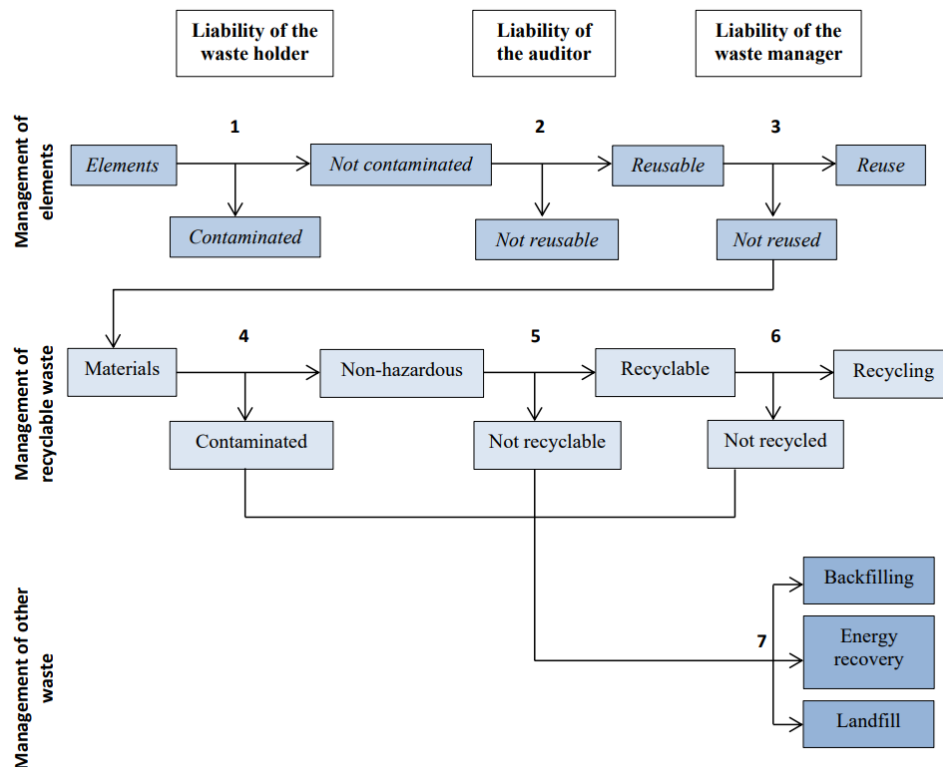 Liability of the
waste holder
Liability of
the auditor
Liability of the
waste manager
Management of
elements
1
2
3
Elements
Not contaminated
Reusable
Reuse
Contaminated
Not reusable
Not reused
Management of
recyclable waste
4
5
6
Materials
Non-hazardous
Recyclable
Recycling
Contaminated
Not recyclable
Not recycled
Management of other
waste
7
Backfilling
Energy
recovery
Landfill